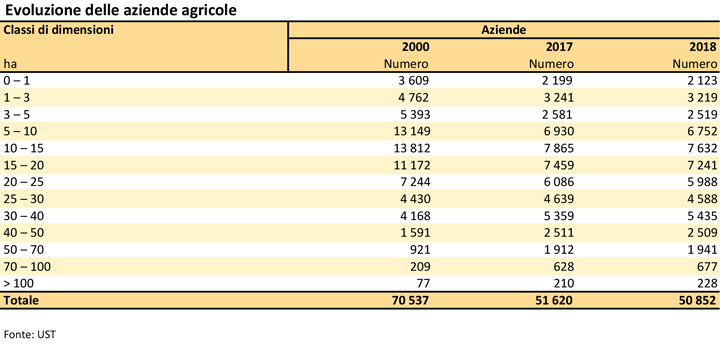 Evoluzione delle aziende agricole
Classi di dimensioni Aziende
2000 2017 2018
ha Numero Numero Numero
0 – 1 3 609 2 199 2 123
1 – 3 4 762 3 241 3 219
3 – 5 5 393 2 581 2 519
5 – 10 13 149 6 930 6 752
10 – 15 13 812 7 865 7 632
15 – 20 11 172 7 459 7 241
20 – 25 7 244 6 086 5 988
25 – 30 4 430 4 639 4 588
30 – 40 4 168 5 359 5 435
40 – 50 1 591 2 511 2 509
50 – 70 921 1 912 1 941
70 – 100 209 628 677
> 100 77 210 228
Totale 70 537 51 620 50 852
Fonte: UST